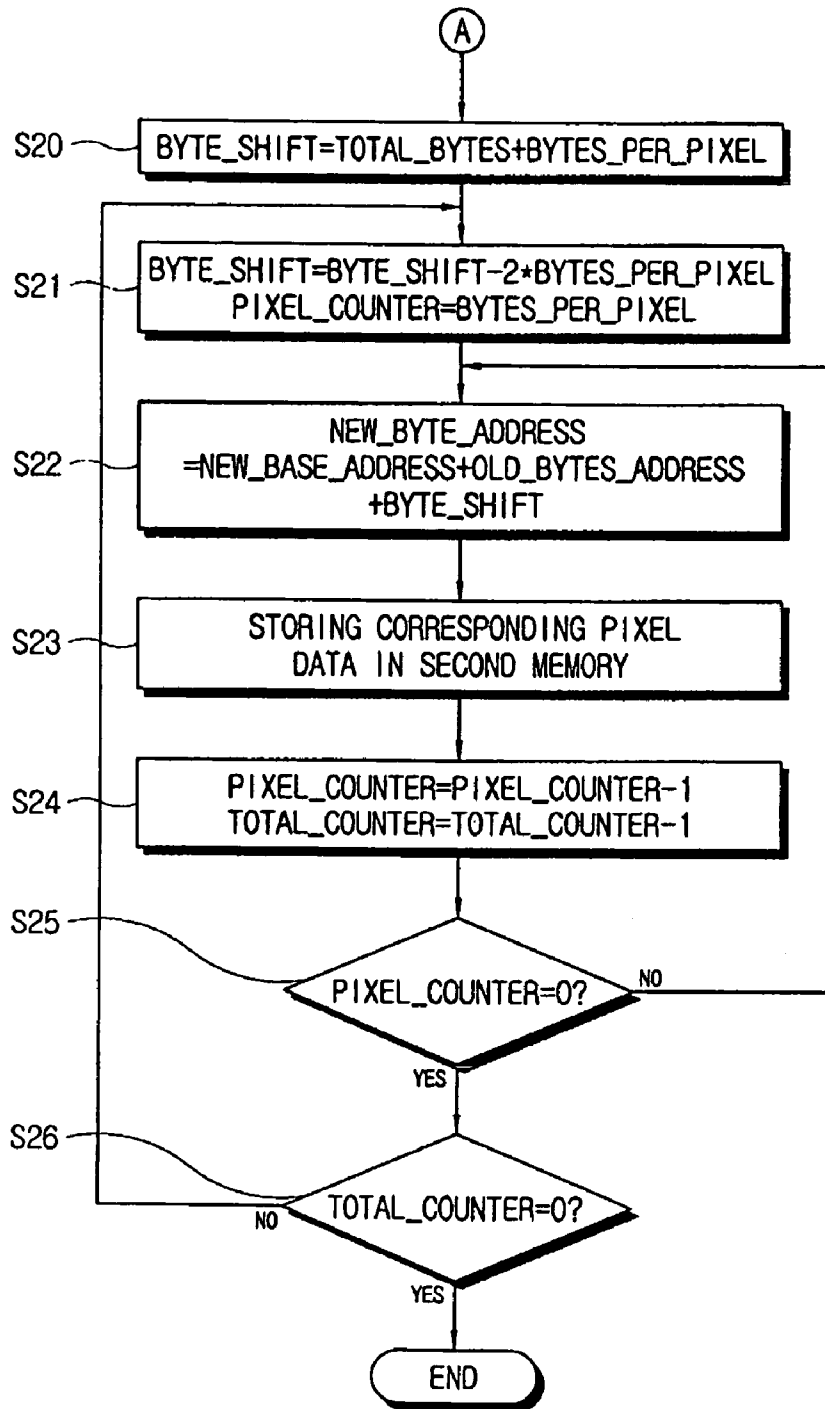 A
S20
BYTE_SHIFT=TOTAL_BYTES+BYTES_PER_PIXEL
S21
BYTE_SHIFT=BYTE_SHIFT-2*BYTES_PER_PIXEL
PIXEL_COUNTER=BYTES_PER_PIXEL
S22
NEW_BYTE_ADDRESS
=NEW_BASE_ADDRESS+OLD_BYTES_ADDRESS
+BYTE_SHIFT
S23
STORING CORRESPONDING PIXEL
DATA IN SECOND MEMORY
S24
PIXEL_COUNTER=PIXEL_COUNTER-1
TOTAL_COUNTER=TOTAL_COUNTER-1
S25
PIXEL_COUNTER=0?
NO
YES
S26
TOTAL_COUNTER=0?
NO
YES
END